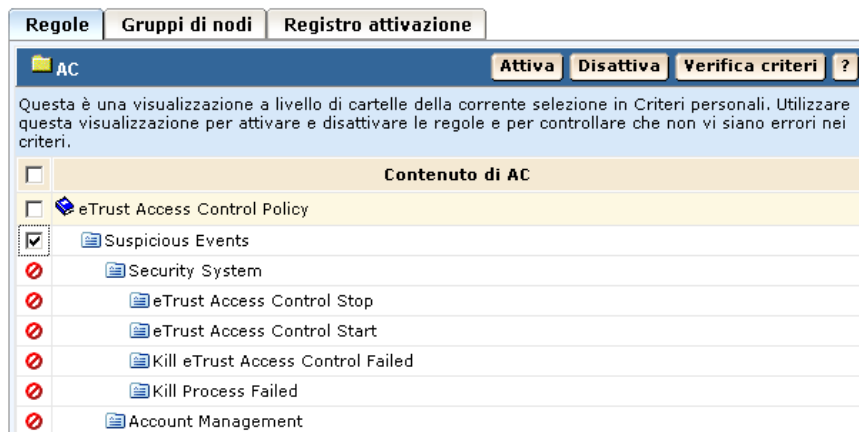 Regole Gruppi di nodi Registro attivazione
AC Attiva Disattiva Verifica criteri ?
Questa è una visualizzazione a livello di cartelle della corrente selezione in Criteri personali. Utilizzare
questa visualizzazione per attivare e disattivare le regole e per controllare che non vi siano errori nei
criteri.
Contenuto di AC
eTrust Access Control Policy
Suspicious Events
Security System
eTrust Access Control Stop
eTrust Access Control Start
Kill eTrust Access Control Failed
Kill Process Failed
Account Management